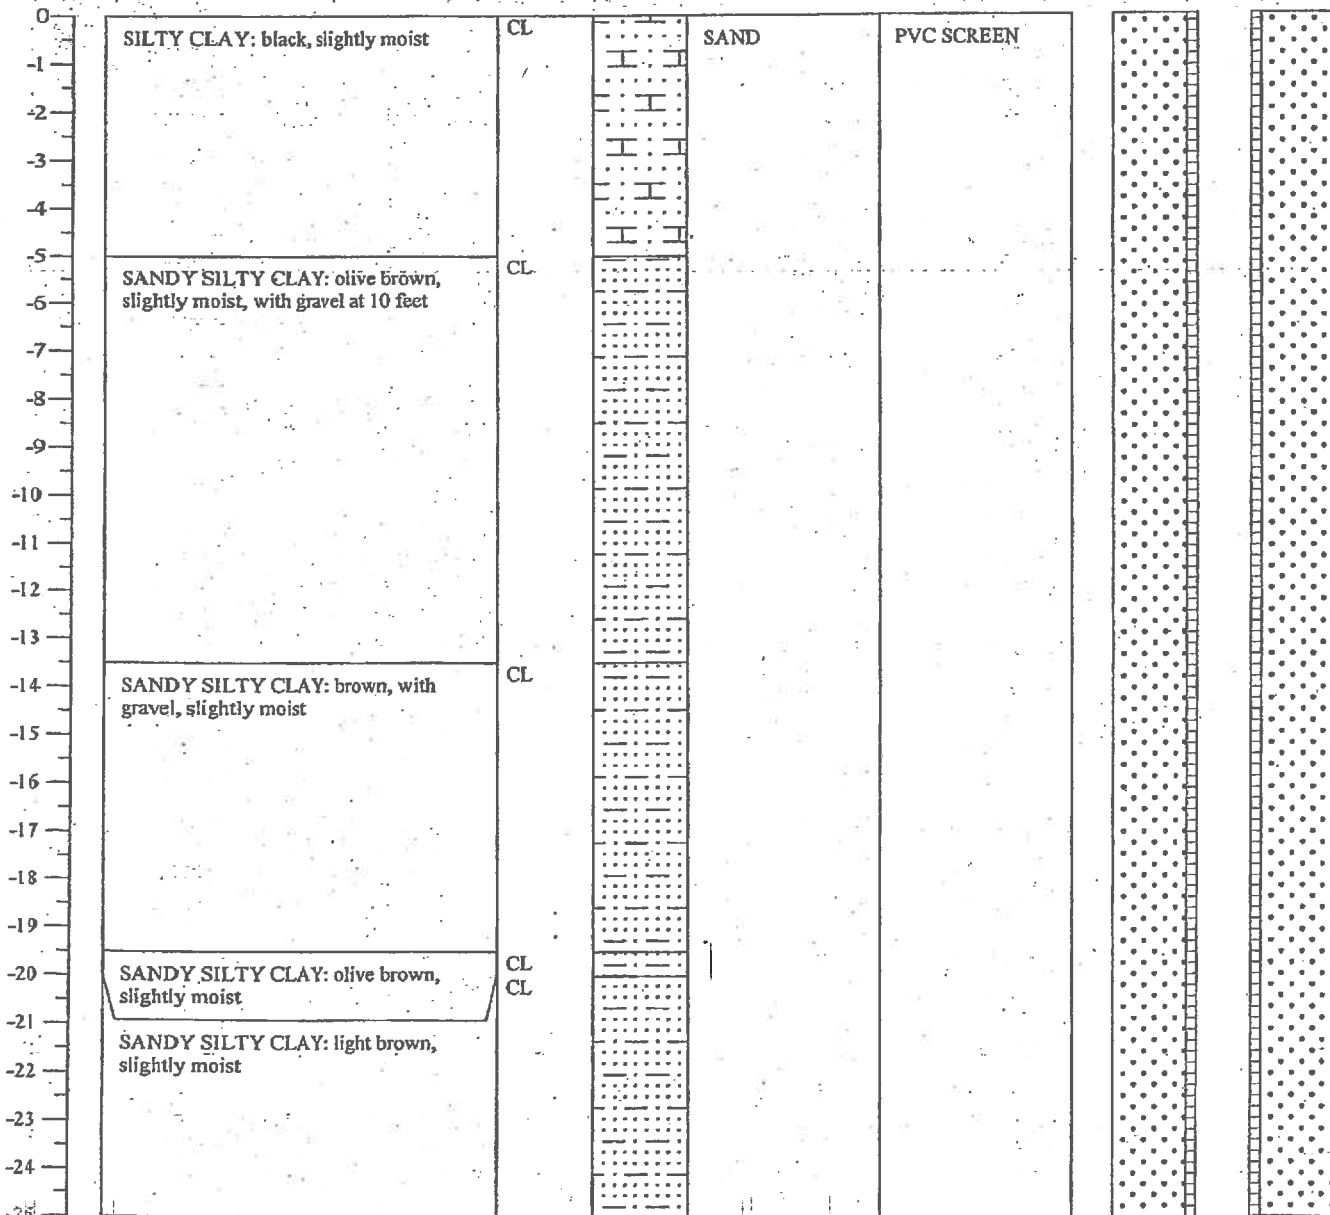 0
SILTY CLAY: black, slightly moist
CL
SAND
PVC SCREEN
-1
-2
-3
-4
-5
SANDY SILTY CLAY: olive brown,
slightly moist, with gravel at 10 feet
CL
-6
-7
-8
-9
-10
-11
-12
-13
-14
SANDY SILTY CLAY: brown, with
gravel, slightly moist
CL
-15
-16
-17
-18
-19
-20
SANDY SILTY CLAY: olive brown,
slightly moist
CL
CL
-21
SANDY SILTY CLAY: light brown,
slightly moist
-22
-23
-24